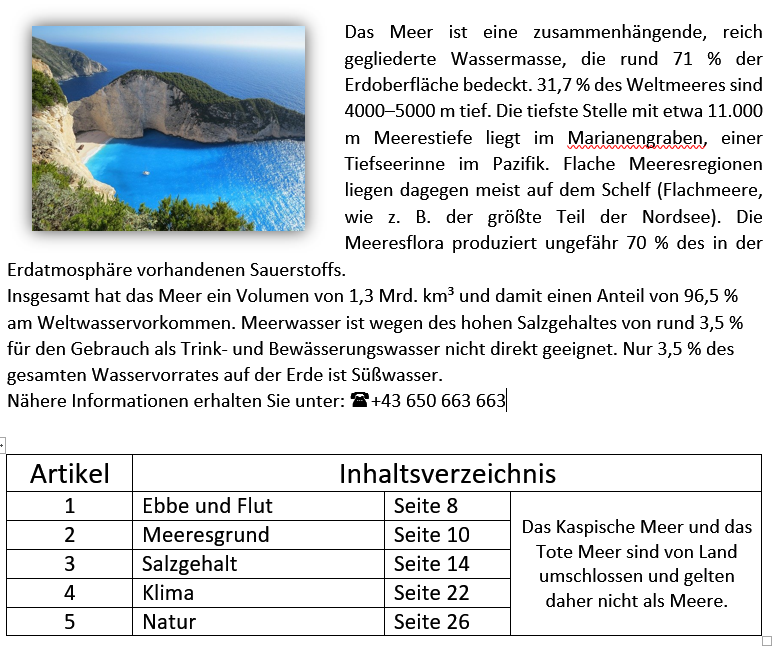 Das Meer ist eine zusammenhängende, reich
gegliederte Wassermasse, die rund 71 % der
Erdoberfläche bedeckt. 31,7 % des Weltmeeres sind
4000–5000 m tief. Die tiefste Stelle mit etwa 11.000
m Meerestiefe liegt im Marianengraben, einer
Tiefseerinne im Pazifik. Flache Meeresregionen
liegen dagegen meist auf dem Schelf (Flachmeere,
wie z. B. der größte Teil der Nordsee). Die
Meeresflora produziert ungefähr 70 % des in der
Erdatmosphäre vorhandenen Sauerstoffs.
Insgesamt hat das Meer ein Volumen von 1,3 Mrd. km³ und damit einen Anteil von 96,5 %
am Weltwasservorkommen. Meerwasser ist wegen des hohen Salzgehaltes von rund 3,5 %
für den Gebrauch als Trink- und Bewässerungswasser nicht direkt geeignet. Nur 3,5 % des
gesamten Wasservorrates auf der Erde ist Süßwasser.
Nähere Informationen erhalten Sie unter: ☎+43 650 663 663
Artikel Inhaltsverzeichnis
1 Ebbe und Flut Seite 8
2 Meeresgrund Seite 10
3 Salzgehalt Seite 14
4 Klima Seite 22
5 Natur Seite 26
Das Kaspische Meer und das
Tote Meer sind von Land
umschlossen und gelten
daher nicht als Meere.